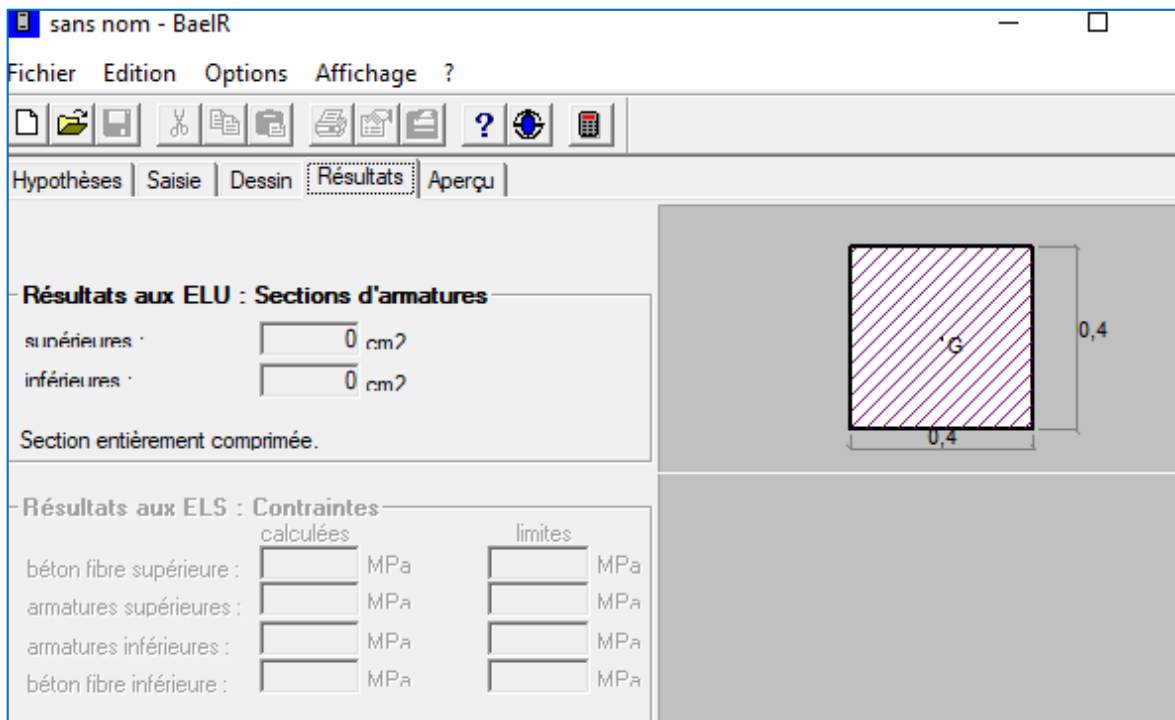 sans nom - BaelR
Fichier Edition Options Affichage ?
Hypothèses Saisie Dessin Résultats Aperçu
Résultats aux ELU : Sections d'armatures
supérieures : 0 cm2
inférieures : 0 cm2
Section entièrement comprimée.
G
0,4
0,4
Résultats aux ELS : Contraintes
calculées limites
béton fibre supérieure : MPa MPa
armatures supérieures : MPa MPa
armatures inférieures : MPa MPa
béton fibre inférieure : MPa MPa